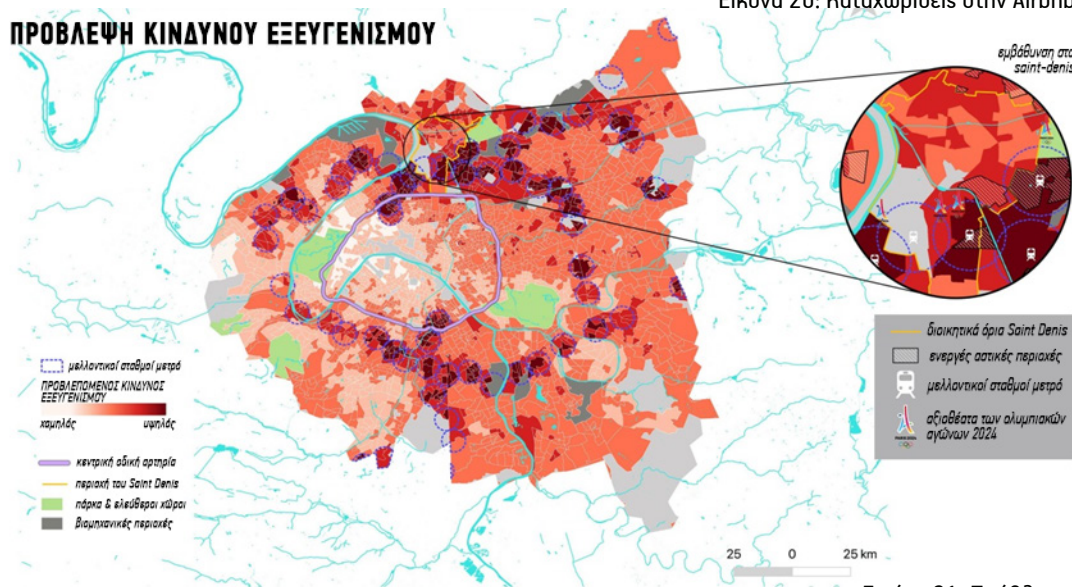 Εικόνα 20: Καταχωρίσεις στην Airbnb
ΠΡΟΒΛΕΨΗ ΚΙΝΔΥΝΟΥ ΕΞΕΥΓΕΝΙΣΜΟΥ
εμβάθυνση στο
saint-denis
μελλοντικοί σταθμοί μετρό
ΠΡΟΒΛΕΠΟΜΕΝΟΣ ΚΙΝΔΥΝΟΣ
ΕΞΕΥΓΕΝΙΣΜΟΥ
χαμηλός υψηλός
κεντρική οδική αρτηρία
περιοχή του Saint Denis
πάρκα & ελεύθεροι χώροι
βιομηχανικές περιοχές
διοικητικά όρια Saint Denis
ενεργές αστικές περιοχές
μελλοντικοί σταθμοί μετρό
αξιοθέατα των ολυμπιακών
αγώνων 2024
25 0 25 km